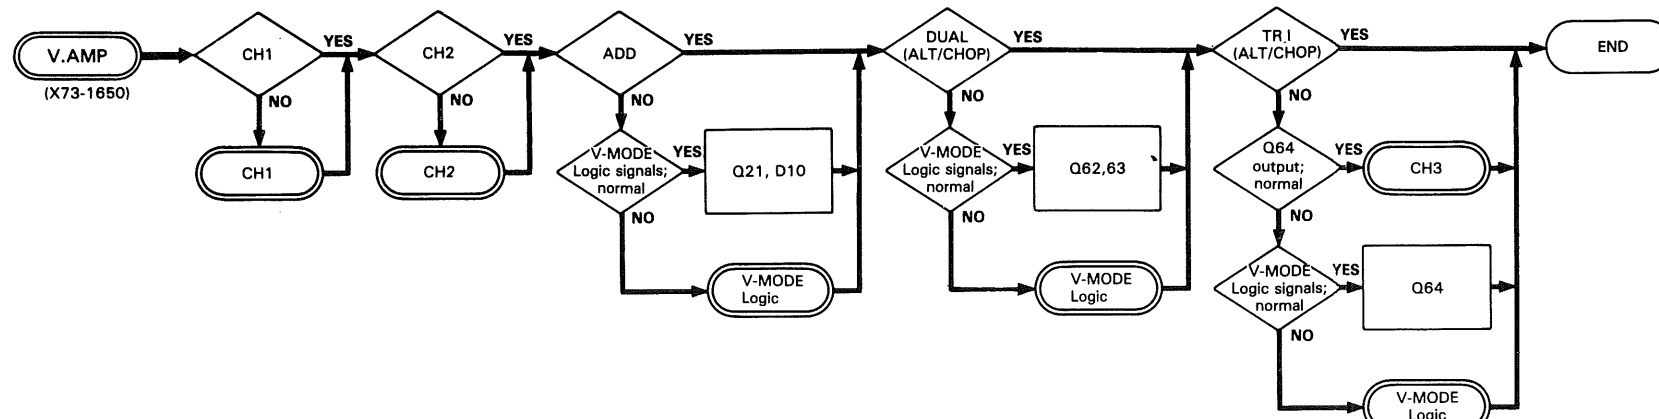 V.AMP
(X73-1650)
CH1
YES
NO
CH1
CH2
YES
NO
CH2
ADD
YES
NO
V-MODE
Logic signals;
normal
YES
Q21, D10
NO
V-MODE
Logic
DUAL
(ALT/CHOP)
YES
NO
V-MODE
Logic signals;
normal
YES
Q62,63
NO
V-MODE
Logic
TR,I
(ALT/CHOP)
YES
NO
Q64
output;
normal
YES
CH3
NO
V-MODE
Logic signals;
normal
YES
Q64
NO
V-MODE
Logic
END